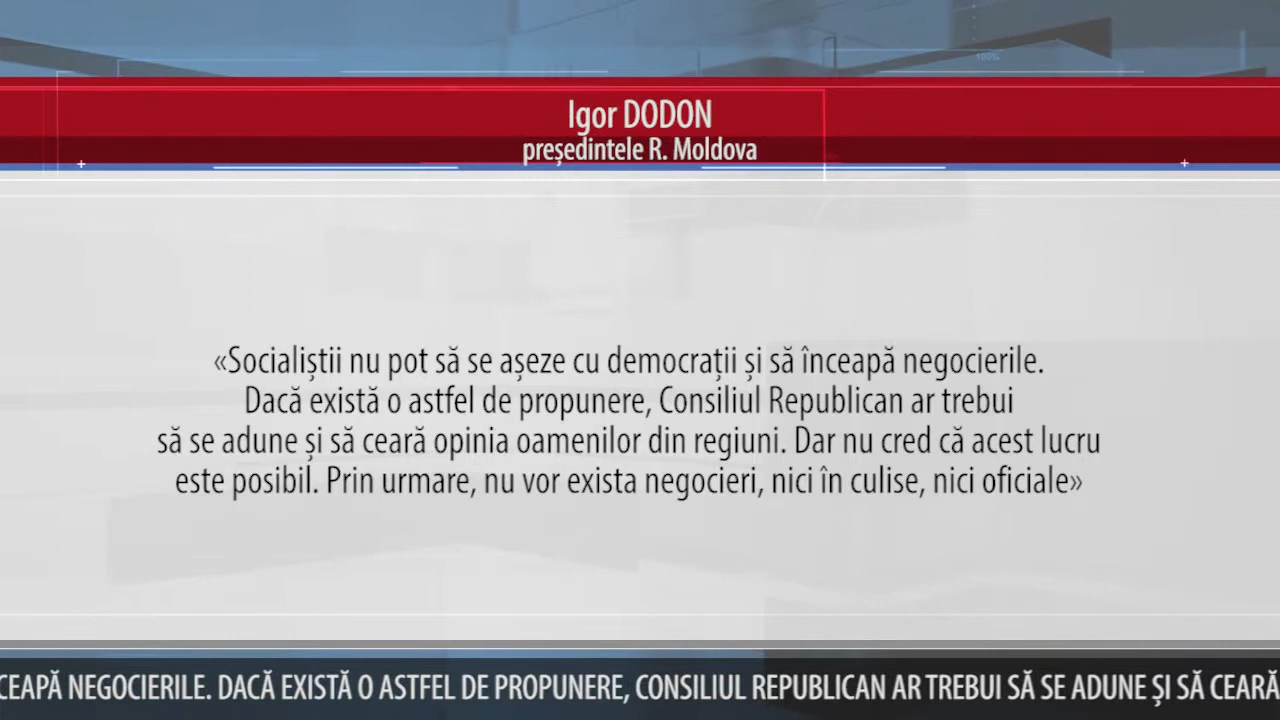 100%
Igor DODON
președintele R. Moldova
«Socialiștii nu pot să se așeze cu democrații și să înceapă negocierile.
Dacă există o astfel de propunere, Consiliul Republican ar trebui
să se adune și să ceară opinia oamenilor din regiuni. Dar nu cred că acest lucru
este posibil. Prin urmare, nu vor exista negocieri, nici în culise, nici oficiale»
CEAPĂ NEGOCIERILE. DACĂ EXISTĂ O ASTFEL DE PROPUNERE, CONSILIUL REPUBLICAN AR TREBUI SĂ SE ADUNE ȘI SĂ CEARĂ